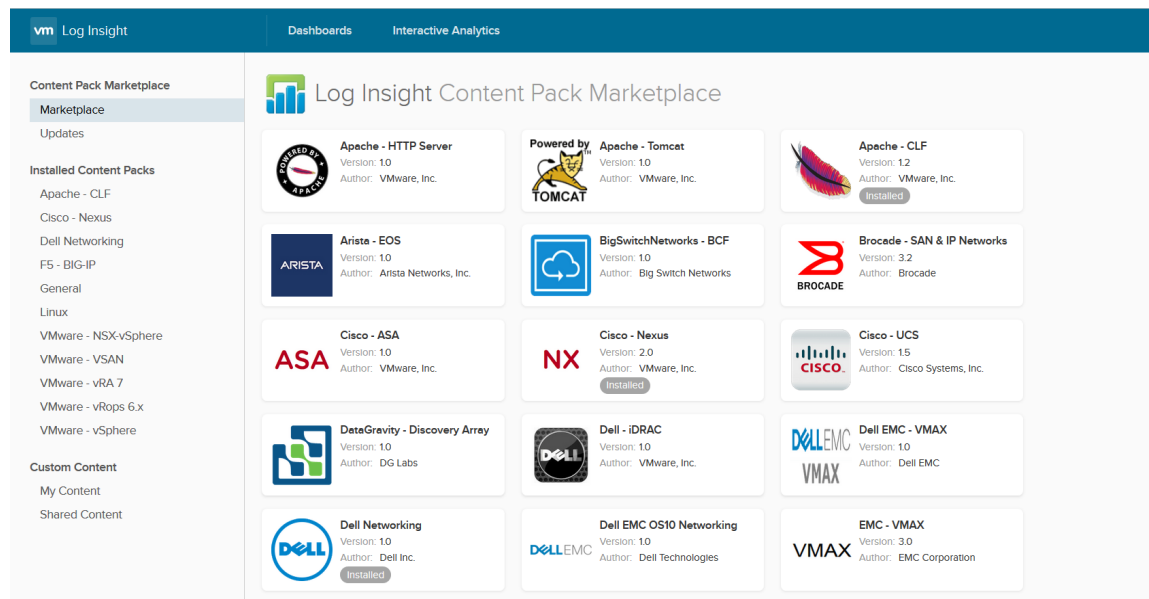 vm Log Insight
Dashboards
Interactive Analytics
Content Pack Marketplace
Marketplace
Updates
Installed Content Packs
Apache - CLF
Cisco - Nexus
Dell Networking
F5 - BIG-IP
General
Linux
VMware - NSX-vSphere
VMware - VSAN
VMware - vRA 7
VMware - vRops 6.x
VMware - vSphere
Custom Content
My Content
Shared Content
Log Insight Content Pack Marketplace
POWERED BY
APACHE
Apache - HTTP Server
Version: 1.0
Author: VMware, Inc.
Powered by
TM
TOMCAT
Apache - Tomcat
Version: 1.0
Author: VMware, Inc.
Apache - CLF
Version: 1.2
Author: VMware, Inc.
Installed
ARISTA
Arista - EOS
Version: 1.0
Author: Arista Networks, Inc.
BigSwitchNetworks - BCF
Version: 1.0
Author: Big Switch Networks
BROCADE
Brocade - SAN & IP Networks
Version: 3.2
Author: Brocade
ASA
Cisco - ASA
Version: 1.0
Author: VMware, Inc.
NX
Cisco - Nexus
Version: 2.0
Author: VMware, Inc.
Installed
CISCO
Cisco - UCS
Version: 1.5
Author: Cisco Systems, Inc.
DataGravity - Discovery Array
Version: 1.0
Author: DG Labs
DELL
Dell - iDRAC
Version: 1.0
Author: VMware, Inc.
DELLEMC
VMAX
Dell EMC - VMAX
Version: 1.0
Author: Dell EMC
DELL
Dell Networking
Version: 1.0
Author: Dell Inc.
Installed
DELLEMC
Dell EMC OS10 Networking
Version: 1.0
Author: Dell Technologies
VMAX
EMC - VMAX
Version: 3.0
Author: EMC Corporation